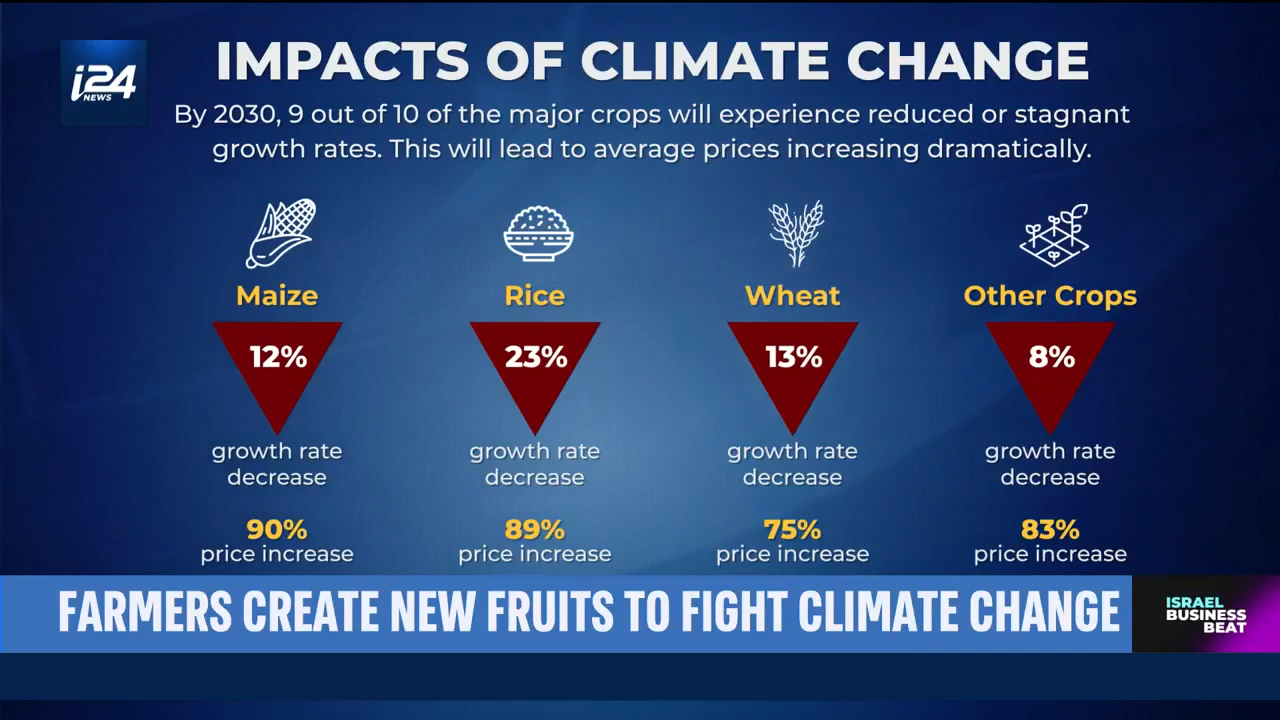 i24
NEWS
IMPACTS OF CLIMATE CHANGE
By 2030, 9 out of 10 of the major crops will experience reduced or stagnant
growth rates. This will lead to average prices increasing dramatically.
Maize
12%
growth rate
decrease
90%
price increase
Rice
23%
growth rate
decrease
89%
price increase
Wheat
13%
growth rate
decrease
75%
price increase
Other Crops
8%
growth rate
decrease
83%
price increase
FARMERS CREATE NEW FRUITS TO FIGHT CLIMATE CHANGE
ISRAEL
BUSINESS
BEAT